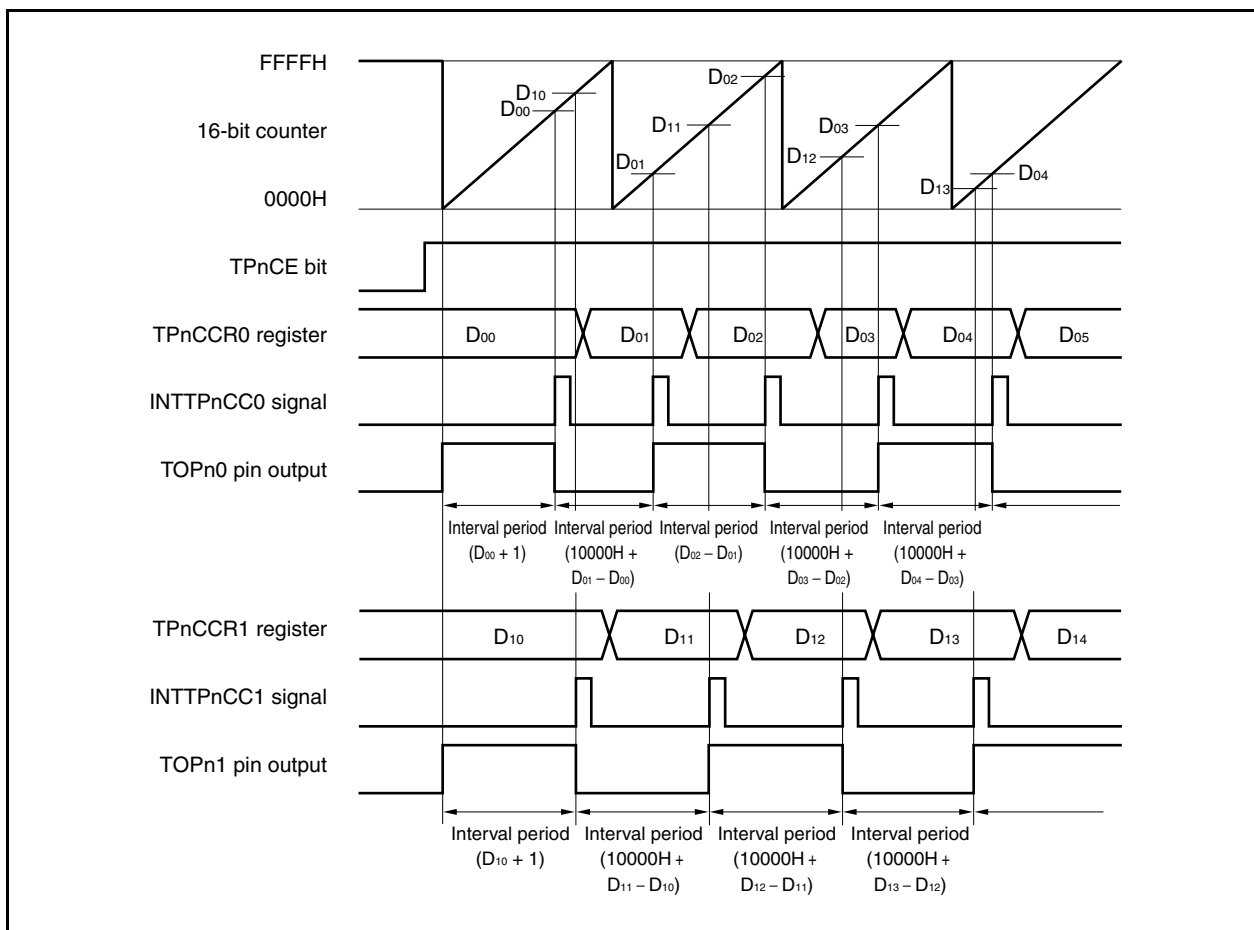 FFFFH
16-bit counter
0000H
D10
D00
D01
D11
D02
D12
D03
D13
D04
TPnCE bit
TPnCCR0 register
D00
D01
D02
D03
D04
D05
INTTPnCC0 signal
TOPn0 pin output
Interval period
(D00 + 1)
Interval period
(10000H +
D01 – D00)
Interval period
(D02 – D01)
Interval period
(10000H +
D03 – D02)
Interval period
(10000H +
D04 – D03)
TPnCCR1 register
D10
D11
D12
D13
D14
INTTPnCC1 signal
TOPn1 pin output
Interval period
(D10 + 1)
Interval period
(10000H +
D11 – D10)
Interval period
(10000H +
D12 – D11)
Interval period
(10000H +
D13 – D12)